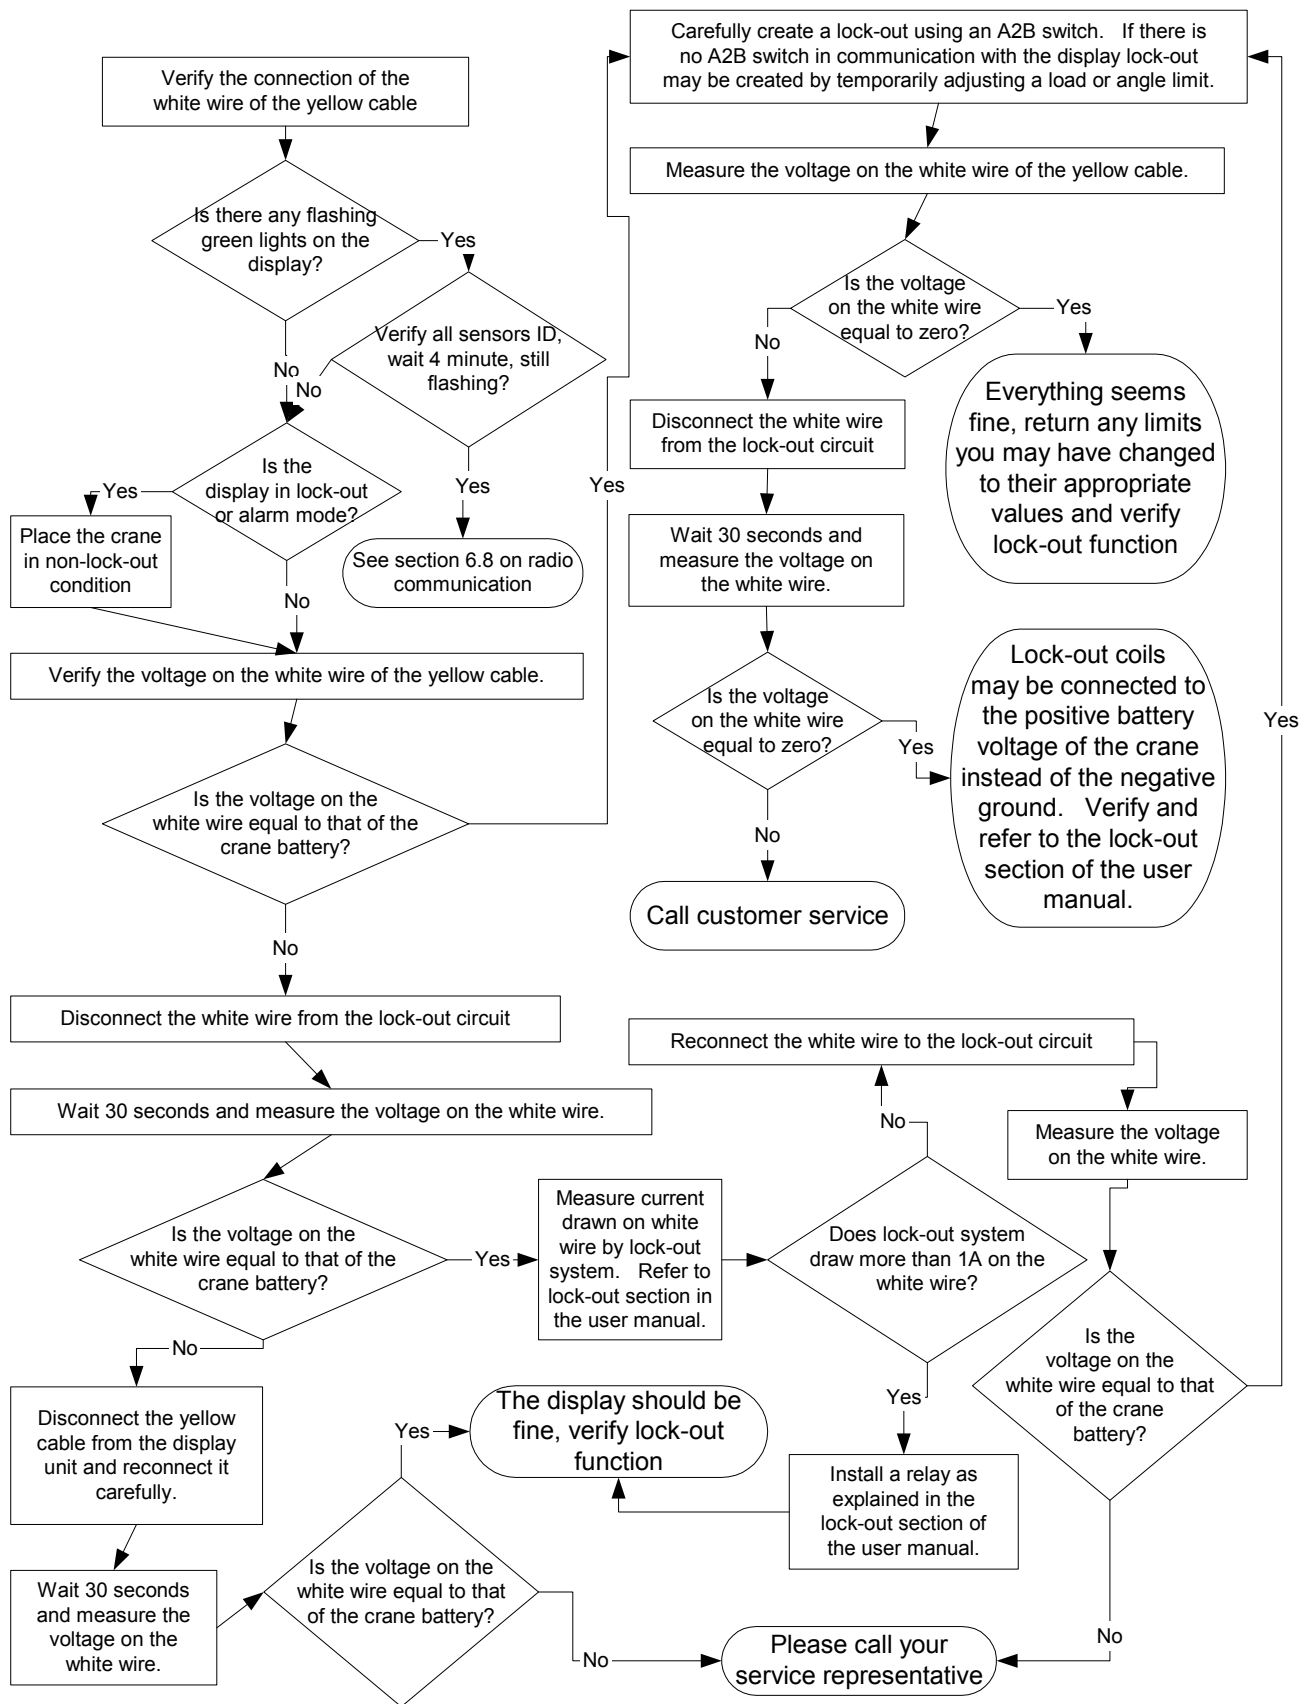 Verify the connection of the
white wire of the yellow cable
Is there any flashing
green lights on the
display?
Yes
No
Verify all sensors ID,
wait 4 minute, still
flashing?
No
Yes
See section 6.8 on radio
communication
Is the
display in lock-out
or alarm mode?
Yes
Place the crane
in non-lock-out
condition
No
Verify the voltage on the white wire of the yellow cable.
Is the voltage on the
white wire equal to that of the
crane battery?
Yes
No
Disconnect the white wire from the lock-out circuit
Wait 30 seconds and measure the voltage on the white wire.
Is the voltage on the
white wire equal to that of the
crane battery?
Yes
No
Disconnect the yellow
cable from the display
unit and reconnect it
carefully.
Wait 30 seconds
and measure the
voltage on the
white wire.
Is the voltage on the
white wire equal to that
of the crane battery?
Yes
No
The display should be
fine, verify lock-out
function
Please call your
service representative
Measure current
drawn on white
wire by lock-out
system.   Refer to
lock-out section in
the user manual.
Does lock-out system
draw more than 1A on the
white wire?
No
Yes
Install a relay as
explained in the
lock-out section of
the user manual.
Reconnect the white wire to the lock-out circuit
Measure the voltage
on the white wire.
Is the
voltage on the
white wire equal to that
of the crane
battery?
No
Yes
Carefully create a lock-out using an A2B switch.   If there is
no A2B switch in communication with the display lock-out
may be created by temporarily adjusting a load or angle limit.
Measure the voltage on the white wire of the yellow cable.
Is the voltage
on the white wire
equal to zero?
Yes
No
Everything seems
fine, return any limits
you may have changed
to their appropriate
values and verify
lock-out function
Disconnect the white wire
from the lock-out circuit
Wait 30 seconds and
measure the voltage on
the white wire.
Is the voltage
on the white wire
equal to zero?
Yes
No
Lock-out coils
may be connected to
the positive battery
voltage of the crane
instead of the negative
ground.   Verify and
refer to the lock-out
section of the user
manual.
Call customer service